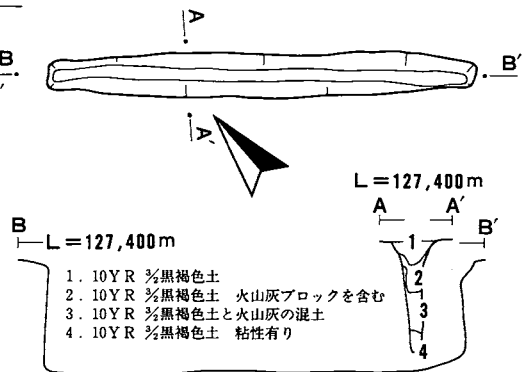 A
B
B'
A'
L=127,400m
A A'
B L=127,400m B'
1
2
3
4
1. 10YR 3/2黒褐色土
2. 10YR 3/2黒褐色土 火山灰ブロックを含む
3. 10YR 3/2黒褐色土と火山灰の混土
4. 10YR 3/2黒褐色土 粘性有り